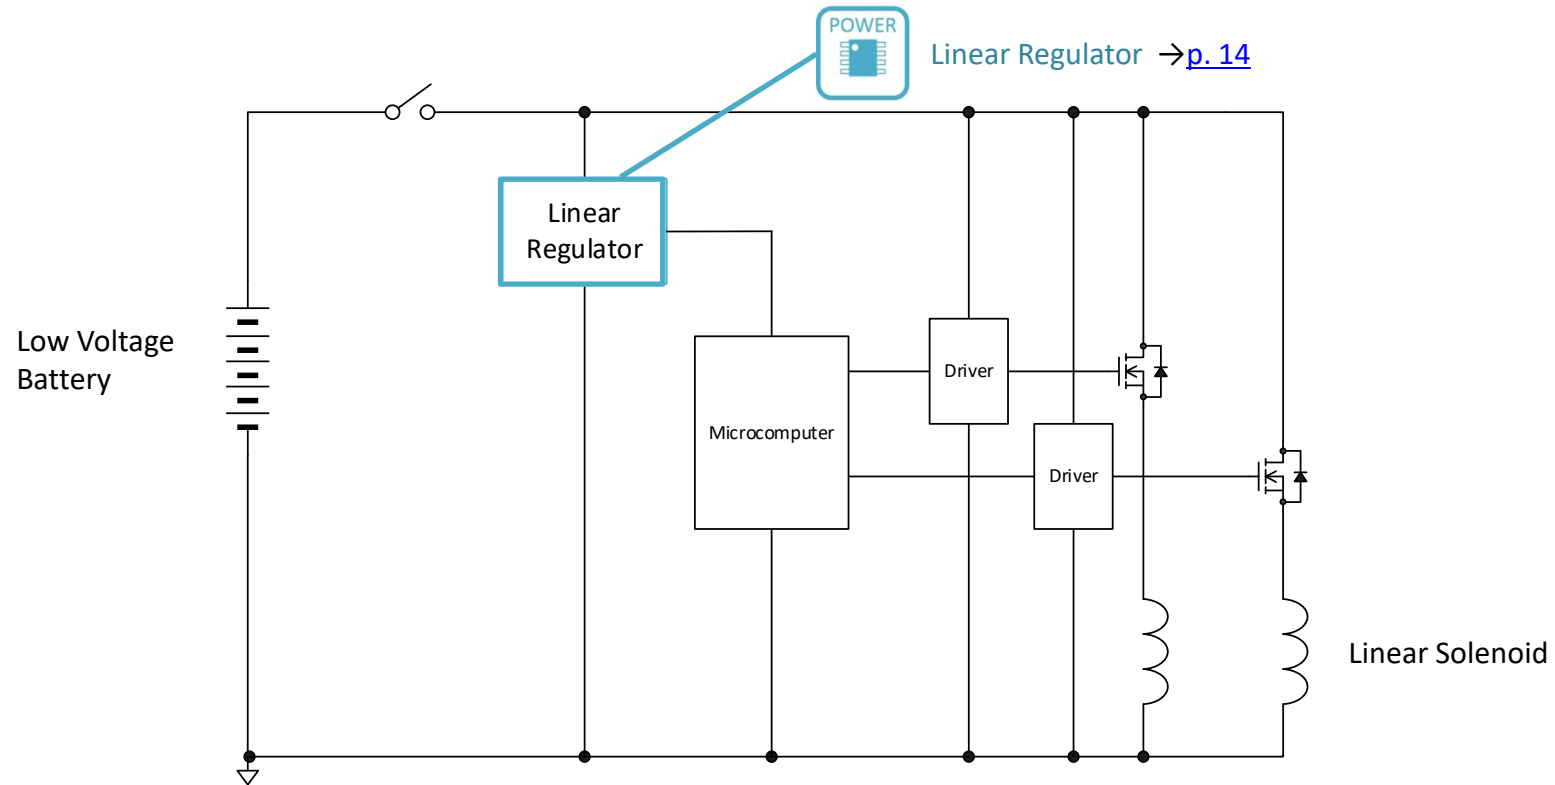 POWER
Linear Regulator →p. 14
Linear
Regulator
Low Voltage
Battery
Driver
Microcomputer
Driver
Linear Solenoid